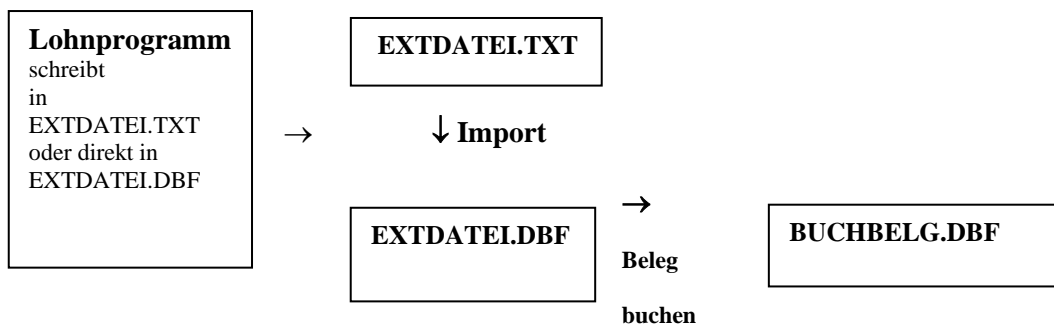 Lohnprogramm
schreibt
in
EXTDATEI.TXT
oder direkt in
EXTDATEI.DBF
→
EXTDATEI.TXT
↓ Import
EXTDATEI.DBF
→
Beleg
buchen
BUCHBELG.DBF